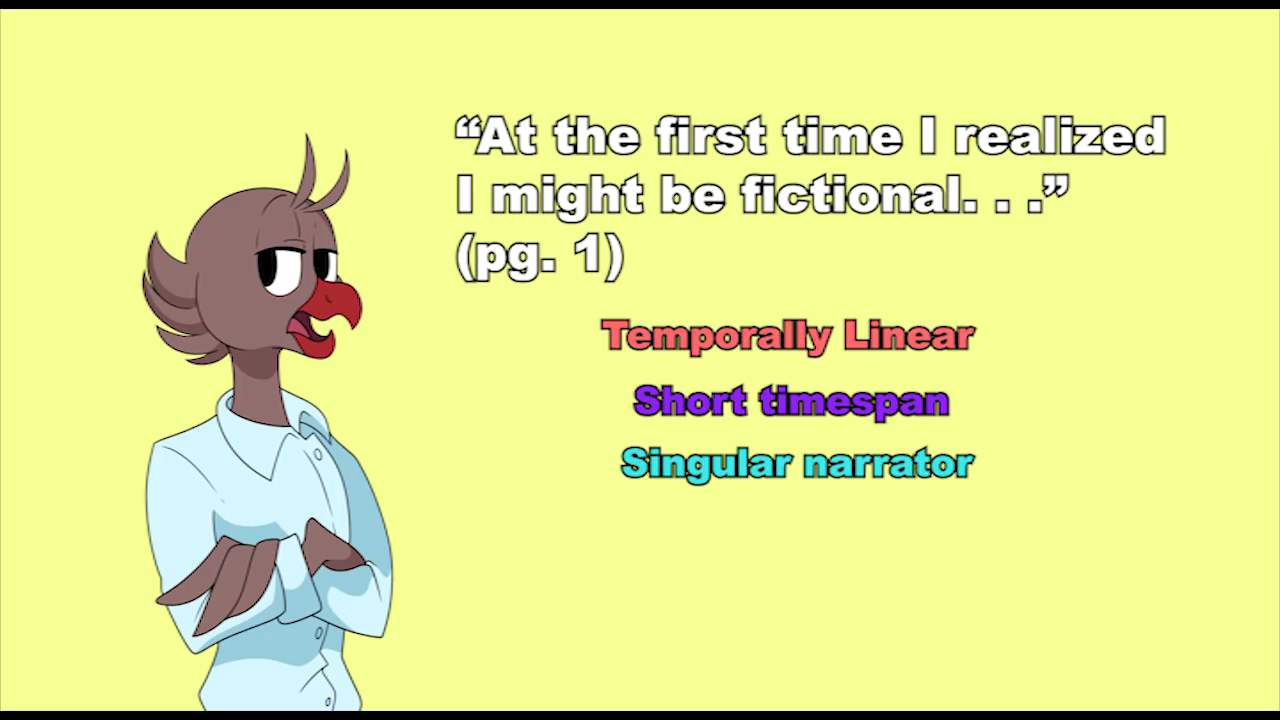 “At the first time I realized
I might be fictional. . .”
(pg. 1)
Temporally Linear
Short timespan
Singular narrator